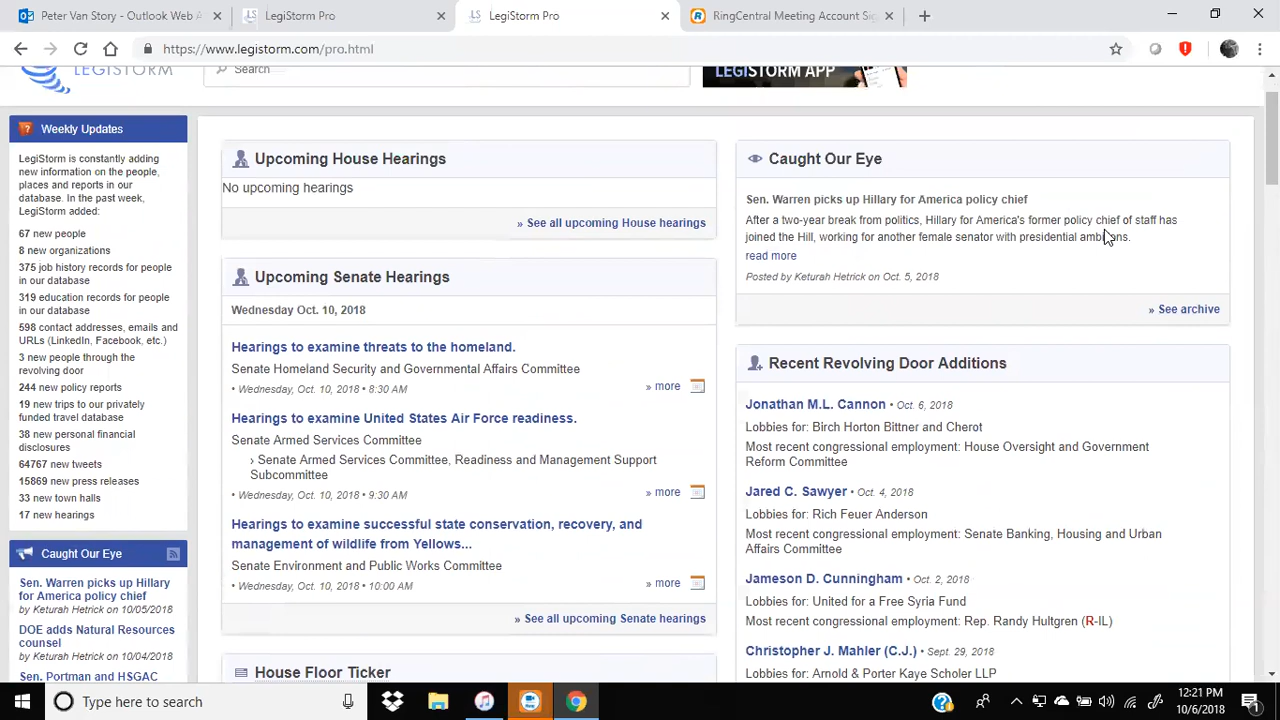 Peter Van Story - Outlook Web A
LegiStorm Pro
LegiStorm Pro
RingCentral Meeting Account Sig
https://www.legistorm.com/pro.html
LEGISTORM
Search
LEGISTORM APP
Weekly Updates
LegiStorm is constantly adding
new information on the people,
places and reports in our
database. In the past week,
LegiStorm added:
67 new people
8 new organizations
375 job history records for people
in our database
319 education records for people
in our database
598 contact addresses, emails and
URLs (LinkedIn, Facebook, etc.)
3 new people through the
revolving door
244 new policy reports
19 new trips to our privately
funded travel database
38 new personal financial
disclosures
64767 new tweets
15869 new press releases
33 new town halls
17 new hearings
Caught Our Eye
Sen. Warren picks up Hillary
for America policy chief
by Keturah Hetrick on 10/05/2018
DOE adds Natural Resources
counsel
by Keturah Hetrick on 10/04/2018
Sen. Portman and HSGAC
Upcoming House Hearings
No upcoming hearings
» See all upcoming House hearings
Upcoming Senate Hearings
Wednesday Oct. 10, 2018
Hearings to examine threats to the homeland.
Senate Homeland Security and Governmental Affairs Committee
• Wednesday, Oct. 10, 2018 • 8:30 AM
» more
Hearings to examine United States Air Force readiness.
Senate Armed Services Committee
› Senate Armed Services Committee, Readiness and Management Support
Subcommittee
• Wednesday, Oct. 10, 2018 • 9:30 AM
» more
Hearings to examine successful state conservation, recovery, and
management of wildlife from Yellows...
Senate Environment and Public Works Committee
• Wednesday, Oct. 10, 2018 • 10:00 AM
» more
» See all upcoming Senate hearings
House Floor Ticker
Caught Our Eye
Sen. Warren picks up Hillary for America policy chief
After a two-year break from politics, Hillary for America's former policy chief of staff has
joined the Hill, working for another female senator with presidential ambitions.
read more
Posted by Keturah Hetrick on Oct. 5, 2018
» See archive
Recent Revolving Door Additions
Jonathan M.L. Cannon • Oct. 6, 2018
Lobbies for: Birch Horton Bittner and Cherot
Most recent congressional employment: House Oversight and Government
Reform Committee
Jared C. Sawyer • Oct. 4, 2018
Lobbies for: Rich Feuer Anderson
Most recent congressional employment: Senate Banking, Housing and Urban
Affairs Committee
Jameson D. Cunningham • Oct. 2, 2018
Lobbies for: United for a Free Syria Fund
Most recent congressional employment: Rep. Randy Hultgren (R-IL)
Christopher J. Mahler (C.J.) • Sept. 29, 2018
Lobbies for: Arnold & Porter Kaye Scholer LLP
Type here to search
12:21 PM
10/6/2018